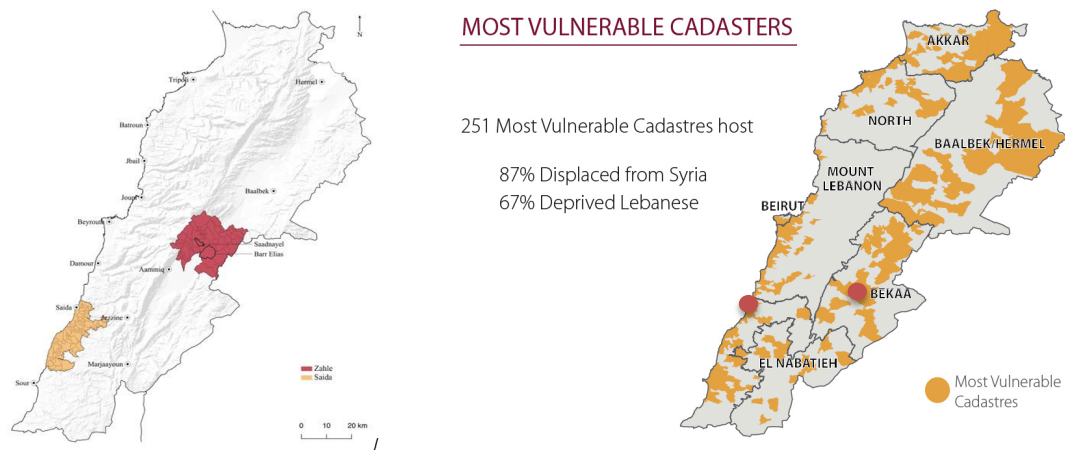 N
Tripoli
Hermel
Batroun
Jbail
Jouni
Baalbek
Beyrouth
Saadnayel
Barr Elias
Damour
Aammiq
Saida
Jezzine
Marjaayoun
Sour
Zahle
Saida
0 10 20 km
/
MOST VULNERABLE CADASTERS
251 Most Vulnerable Cadastres host
87% Displaced from Syria
67% Deprived Lebanese
AKKAR
NORTH
BAALBEK/HERMEL
MOUNT
LEBANON
BEIRUT
BEKAA
EL NABATIEH
Most Vulnerable
Cadastres